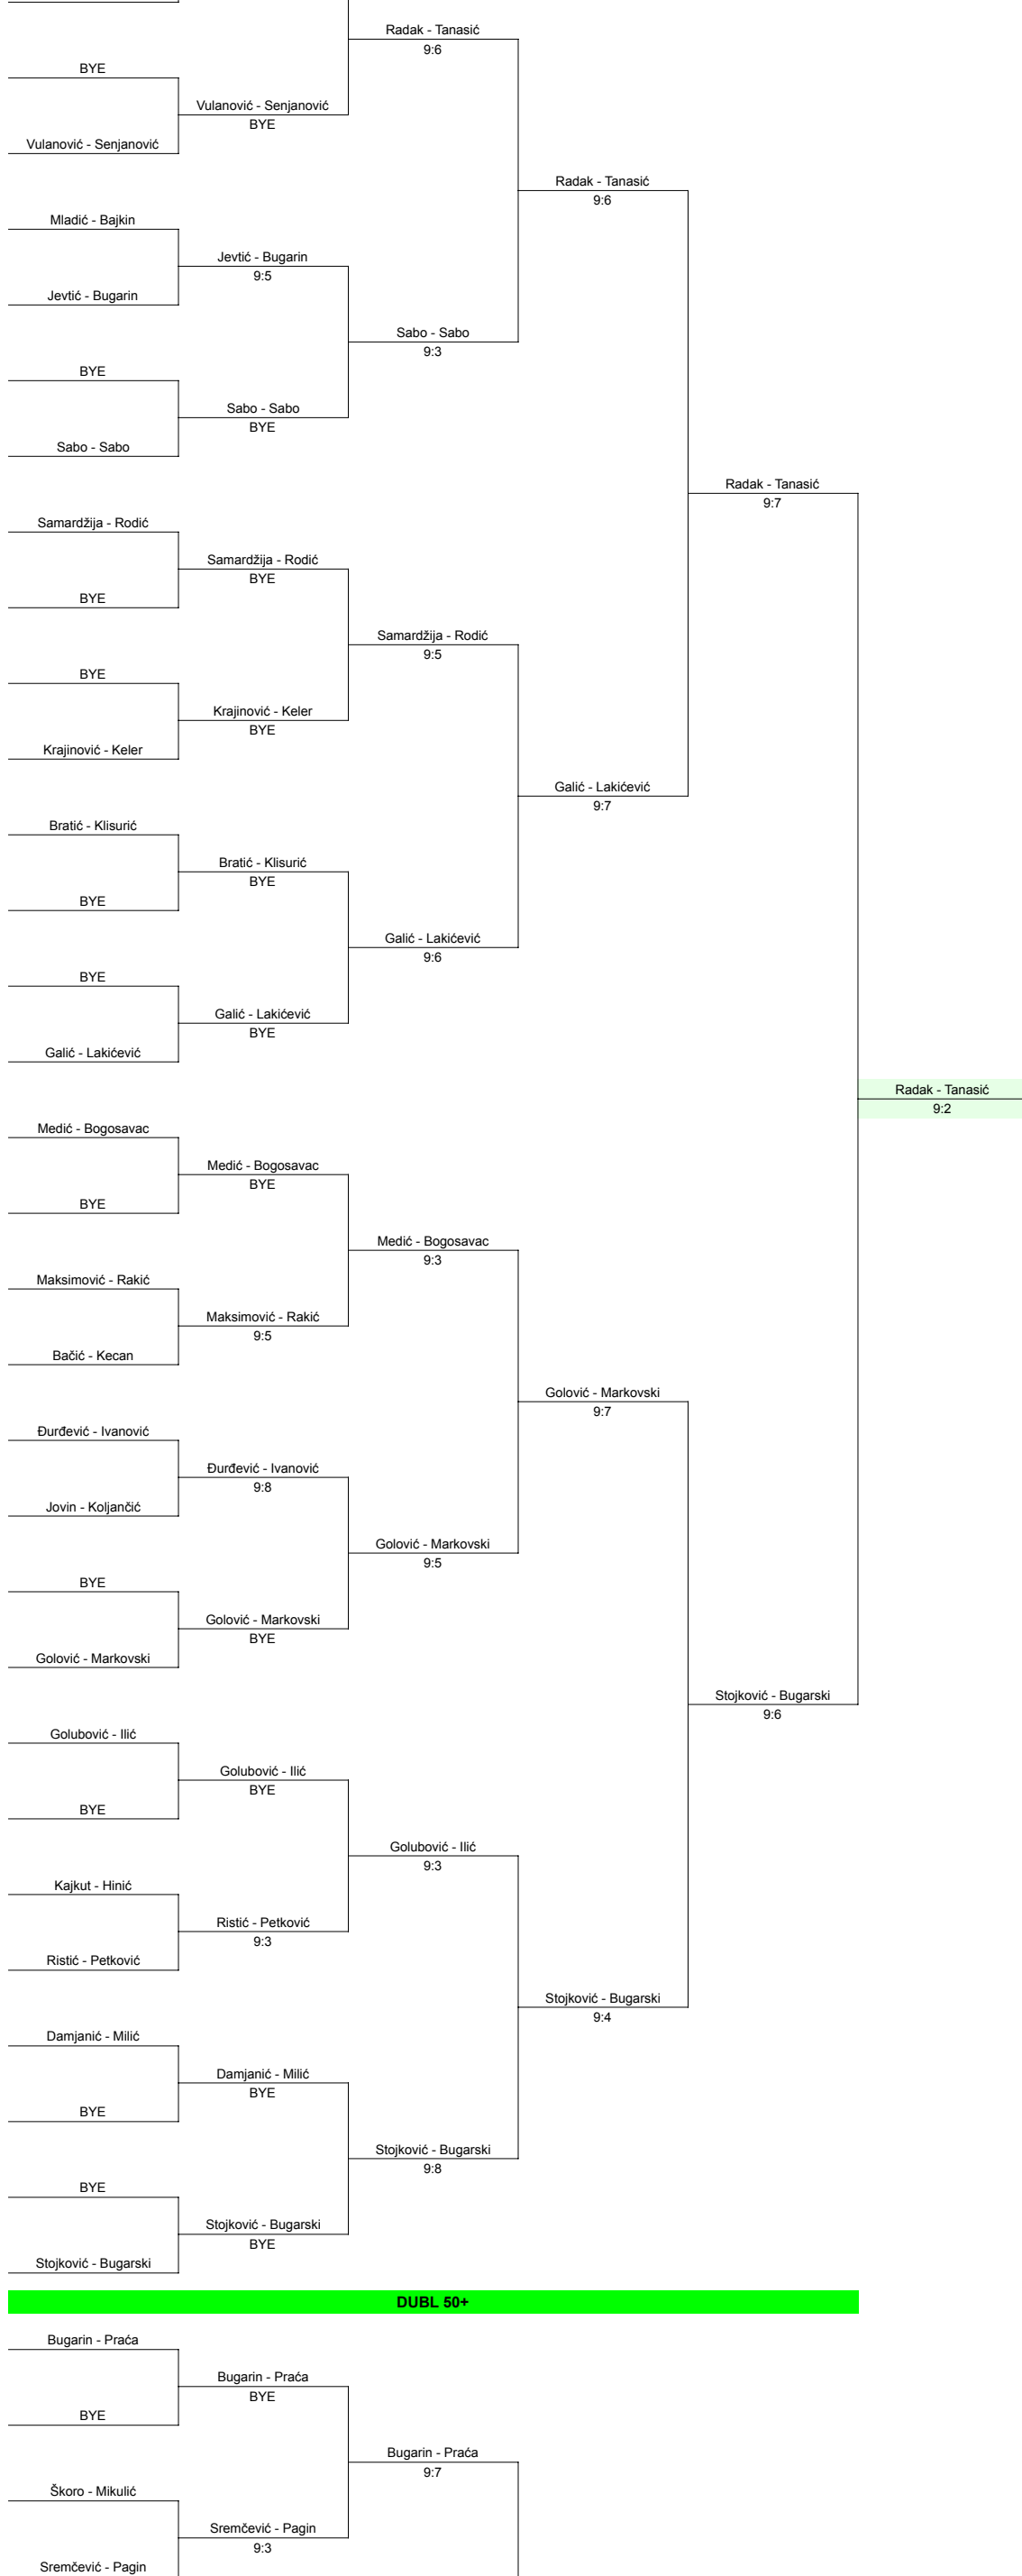 Radak - Tanasić
9:6
BYE
Vulanović - Senjanović
BYE
Vulanović - Senjanović
Radak - Tanasić
9:6
Mladić - Bajkin
Jevtić - Bugarin
9:5
Jevtić - Bugarin
Sabo - Sabo
9:3
BYE
Sabo - Sabo
BYE
Sabo - Sabo
Radak - Tanasić
9:7
Samardžija - Rodić
Samardžija - Rodić
BYE
BYE
Samardžija - Rodić
9:5
BYE
Krajinović - Keler
BYE
Krajinović - Keler
Galić - Lakićević
9:7
Bratić - Klisurić
Bratić - Klisurić
BYE
BYE
Galić - Lakićević
9:6
BYE
Galić - Lakićević
BYE
Galić - Lakićević
Radak - Tanasić
9:2
Medić - Bogosavac
Medić - Bogosavac
BYE
BYE
Medić - Bogosavac
9:3
Maksimović - Rakić
Maksimović - Rakić
9:5
Bačić - Kecan
Golović - Markovski
9:7
Đurđević - Ivanović
Đurđević - Ivanović
9:8
Jovin - Koljančić
Golović - Markovski
9:5
BYE
Golović - Markovski
BYE
Golović - Markovski
Stojković - Bugarski
9:6
Golubović - Ilić
Golubović - Ilić
BYE
BYE
Golubović - Ilić
9:3
Kajkut - Hinić
Ristić - Petković
9:3
Ristić - Petković
Stojković - Bugarski
9:4
Damjanić - Milić
Damjanić - Milić
BYE
BYE
Stojković - Bugarski
9:8
BYE
Stojković - Bugarski
BYE
Stojković - Bugarski
DUBL 50+
Bugarin - Praća
Bugarin - Praća
BYE
BYE
Bugarin - Praća
9:7
Škoro - Mikulić
Sremčević - Pagin
9:3
Sremčević - Pagin